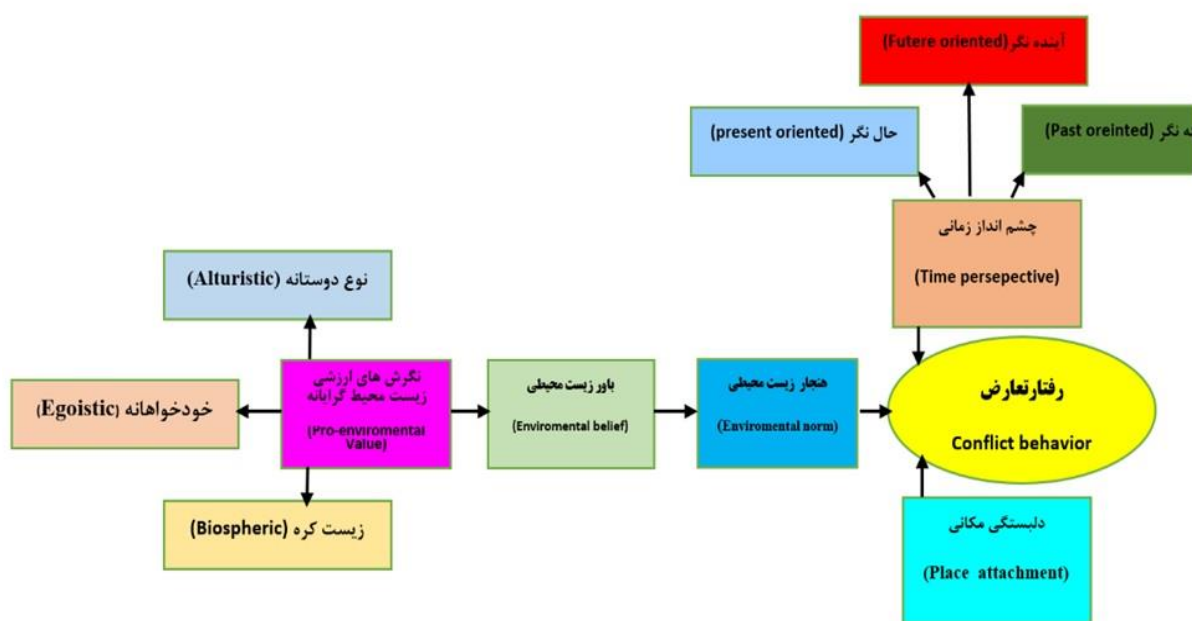 آینده نگر (Futere oriented)
حال نگر (present oriented)
نگر (Past oreinted)
چشم انداز زمانی
(Time persepective)
نوع دوستانه (Alturistic)
خودخواهانه (Egoistic)
نگرش های ارزشی
زیست محیط گرایانه
(Pro-enviromental
Value)
باور زیست محیطی
(Enviromental belief)
هنجار زیست محیطی
(Enviromental norm)
رفتارتعارض
Conflict behavior
زیست کره (Biospheric)
دلبستگی مکانی
(Place attachment)